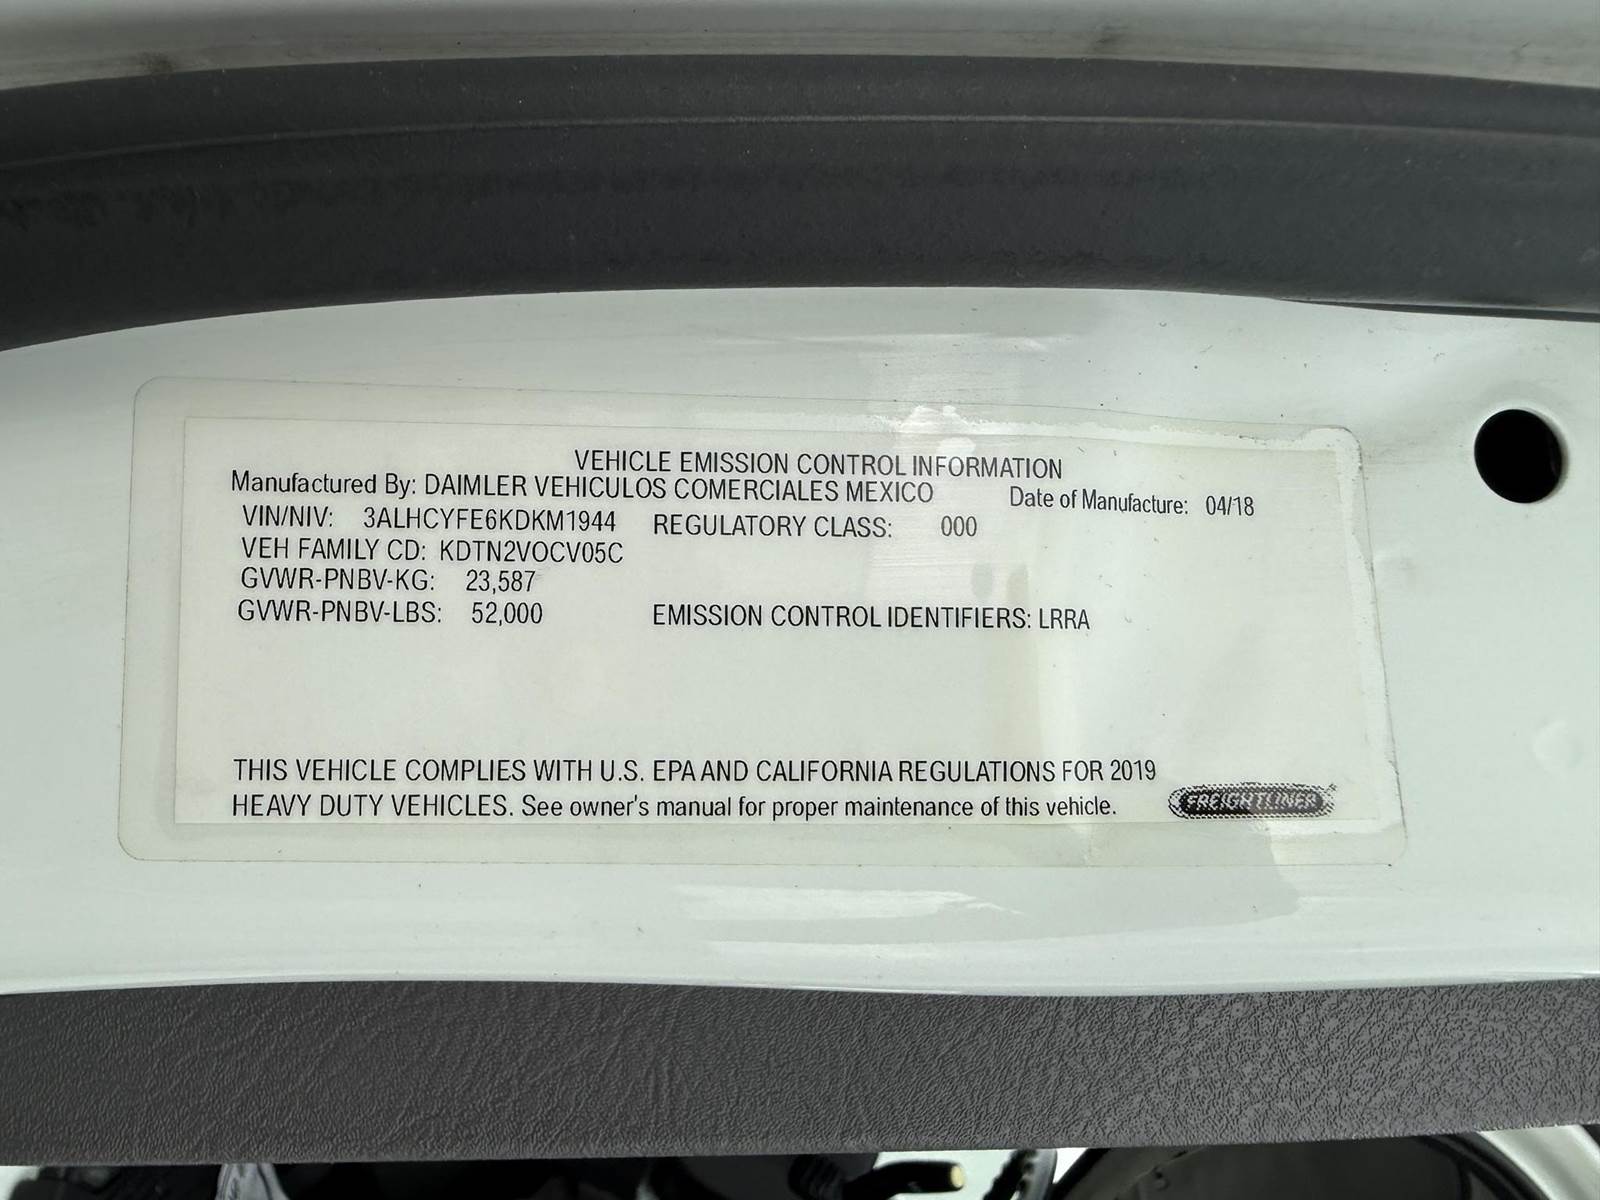 VEHICLE EMISSION CONTROL INFORMATION
Manufactured By: DAIMLER VEHICULOS COMERCIALES MEXICO Date of Manufacture: 04/18
VIN/NIV: 3ALHCYFE6KDKM1944 REGULATORY CLASS: 000
VEH FAMILY CD: KDTN2VOCV05C
GVWR-PNBV-KG: 23,587
GVWR-PNBV-LBS: 52,000 EMISSION CONTROL IDENTIFIERS: LRRA
THIS VEHICLE COMPLIES WITH U.S. EPA AND CALIFORNIA REGULATIONS FOR 2019
HEAVY DUTY VEHICLES. See owner's manual for proper maintenance of this vehicle.
FREIGHTLINER